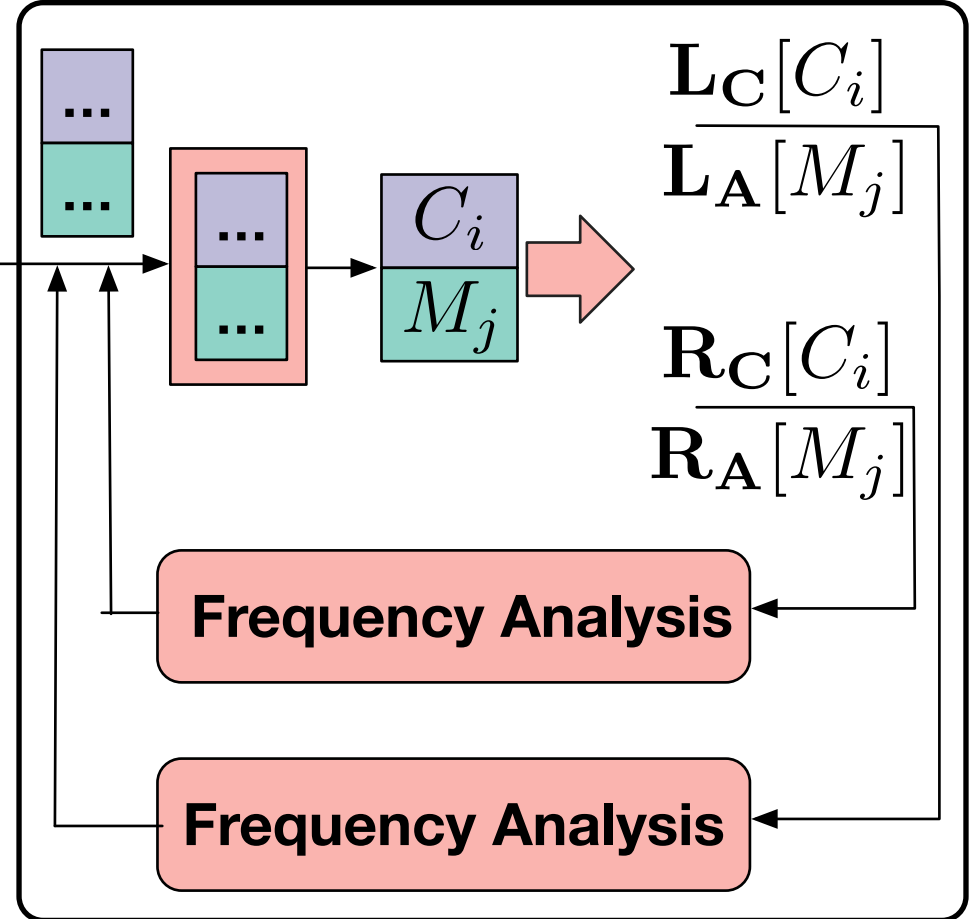 ...
...
...
...
C_i
M_j
L_C[C_i]
L_A[M_j]
R_C[C_i]
R_A[M_j]
Frequency Analysis
Frequency Analysis